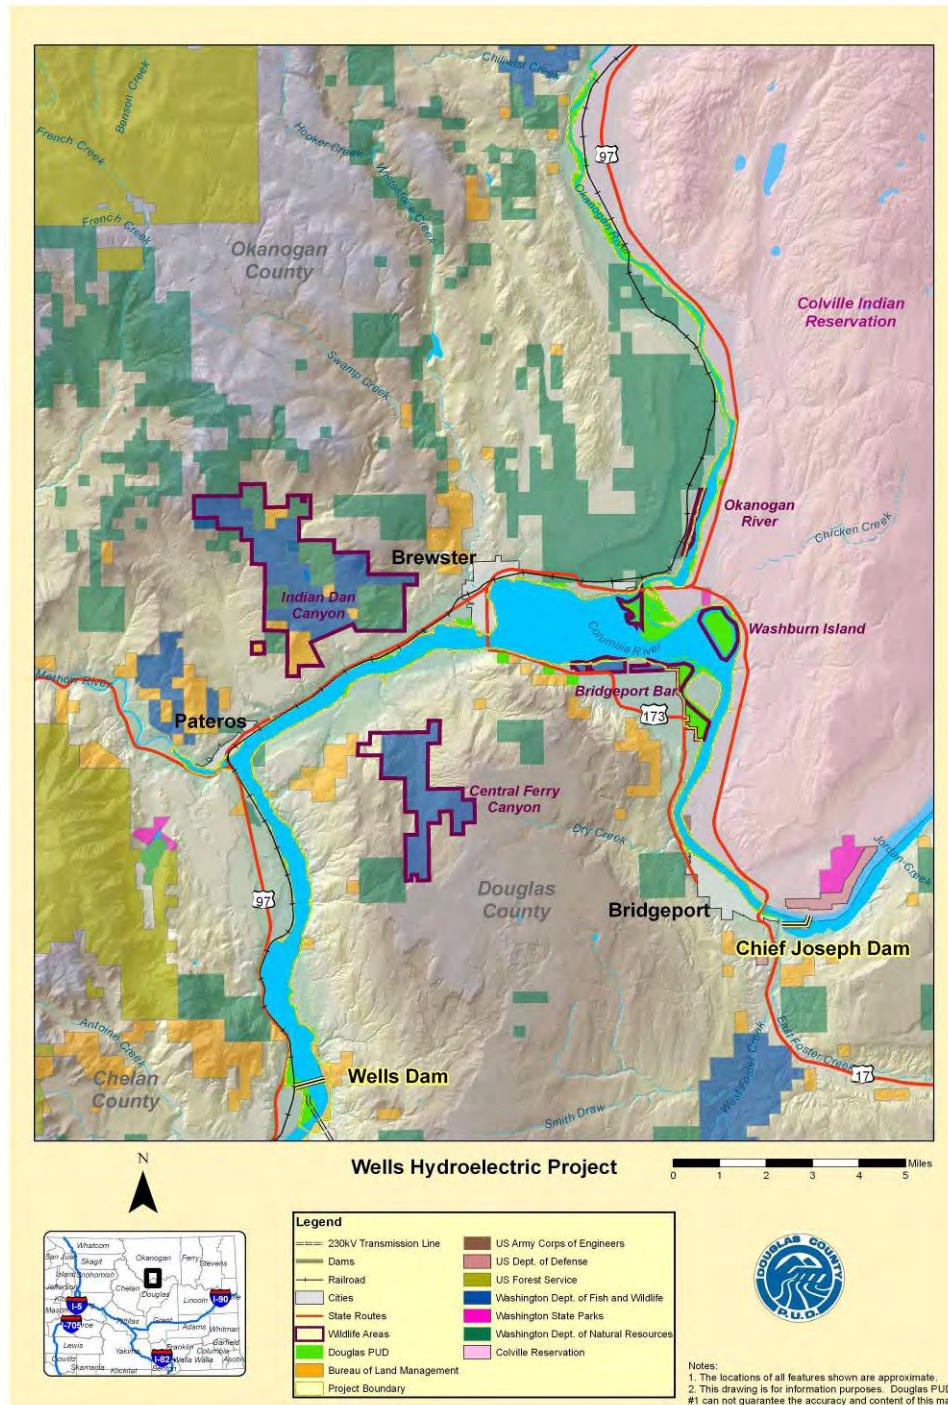 Chiliwist Creek
Benson Creek
French Creek
Hooker Creek
Whitestone Creek
97
Okanogan River
French Creek
Okanogan
County
Colville Indian
Reservation
Swamp Creek
Okanogan
River
Chicken Creek
Brewster
Indian Dan
Canyon
Columbia River
Washburn Island
Methow River
Bridgeport Bar
173
Pateros
Central Ferry
Canyon
Dry Creek
Jordan Creek
Douglas
County
97
Bridgeport
Chief Joseph Dam
Antoine Creek
Chelan
County
Wells Dam
East Foster Creek
West Foster Creek
17
Smith Draw
N
Wells Hydroelectric Project
Miles
0 1 2 3 4 5
Legend
230kV Transmission Line
Dams
Railroad
Cities
State Routes
Wildlife Areas
Douglas PUD
Bureau of Land Management
Project Boundary
US Army Corps of Engineers
US Dept. of Defense
US Forest Service
Washington Dept. of Fish and Wildlife
Washington State Parks
Washington Dept. of Natural Resources
Colville Reservation
Whatcom
San Juan
Skagit
Okanogan
Ferry
Stevens
Island
Snohomish
Chelan
Douglas
Jefferson
Lincoln
I-90
I-5
Mason
Kittitas
Grant
Adams
Whitman
I-705
Lewis
Yakima
Franklin
Garfield
Columbia
Cowlitz
Benton
Walla Walla
Asotin
Skamania
Klickitat
I-82
DOUGLAS COUNTY
P.U.D.
Notes:
1. The locations of all features shown are approximate.
2. This drawing is for information purposes. Douglas PUD
#1 can not guarantee the accuracy and content of this